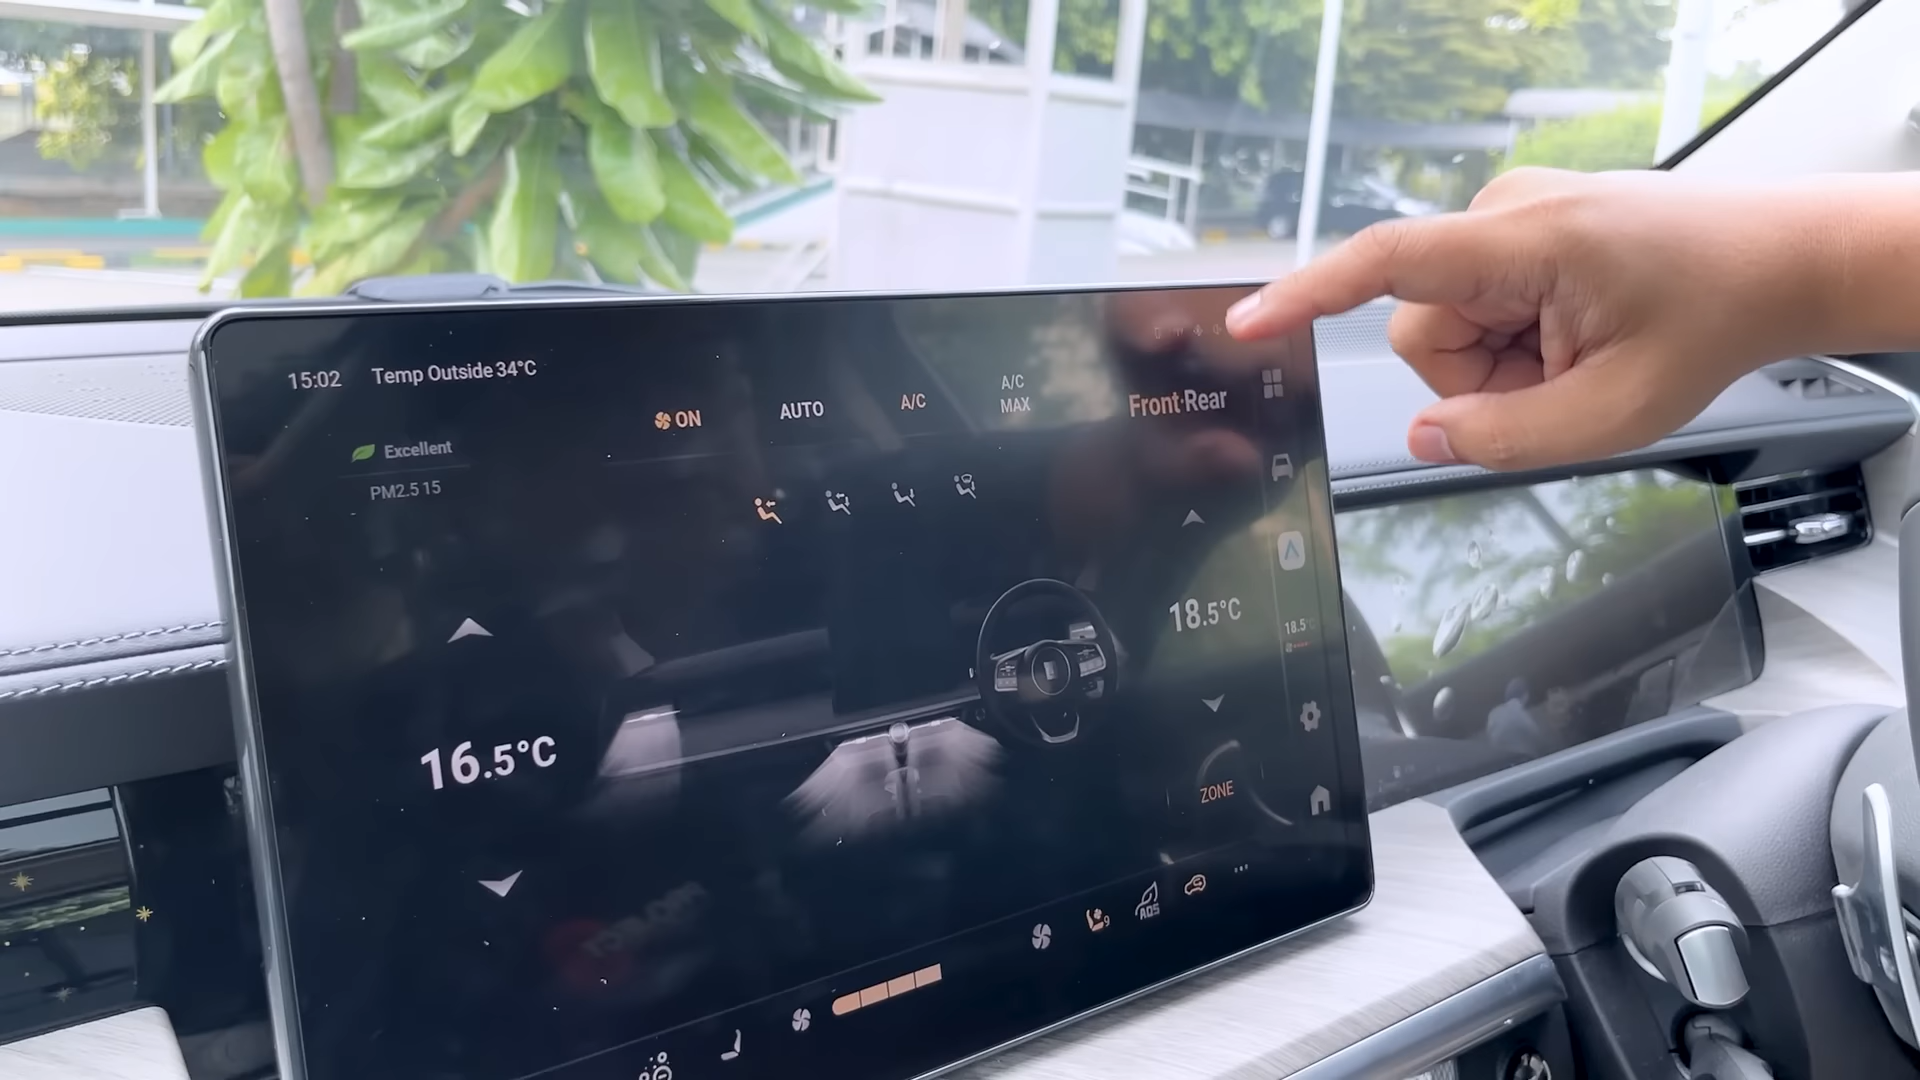 15:02 Temp Outside 34°C
Excellent
PM2.5 15
ON
AUTO
A/C
A/C
MAX
Front·Rear
18.5°C
18.5
16.5°C
ZONE
9
AQS